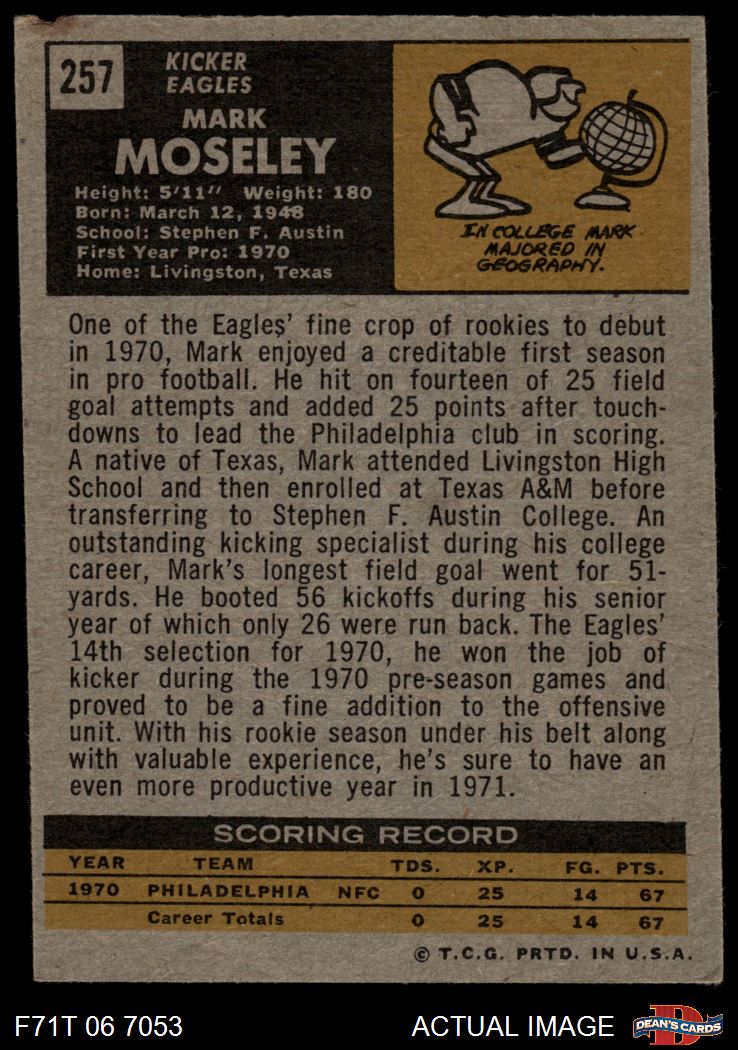 257
KICKER
EAGLES
MARK
MOSELEY
Height: 5'11" Weight: 180
Born: March 12, 1948
School: Stephen F. Austin
First Year Pro: 1970
Home: Livingston, Texas
IN COLLEGE MARK
MAJORED IN
GEOGRAPHY.
One of the Eagles' fine crop of rookies to debut
in 1970, Mark enjoyed a creditable first season
in pro football. He hit on fourteen of 25 field
goal attempts and added 25 points after touch-
downs to lead the Philadelphia club in scoring.
A native of Texas, Mark attended Livingston High
School and then enrolled at Texas A&M before
transferring to Stephen F. Austin College. An
outstanding kicking specialist during his college
career, Mark's longest field goal went for 51-
yards. He booted 56 kickoffs during his senior
year of which only 26 were run back. The Eagles'
14th selection for 1970, he won the job of
kicker during the 1970 pre-season games and
proved to be a fine addition to the offensive
unit. With his rookie season under his belt along
with valuable experience, he's sure to have an
even more productive year in 1971.
SCORING RECORD
YEAR TEAM TDS. XP. FG. PTS.
1970 PHILADELPHIA NFC 0 25 14 67
Career Totals 0 25 14 67
© T.C.G. PRTD. IN U.S.A.
F71T 06 7053 ACTUAL IMAGE D DEAN'S CARDS